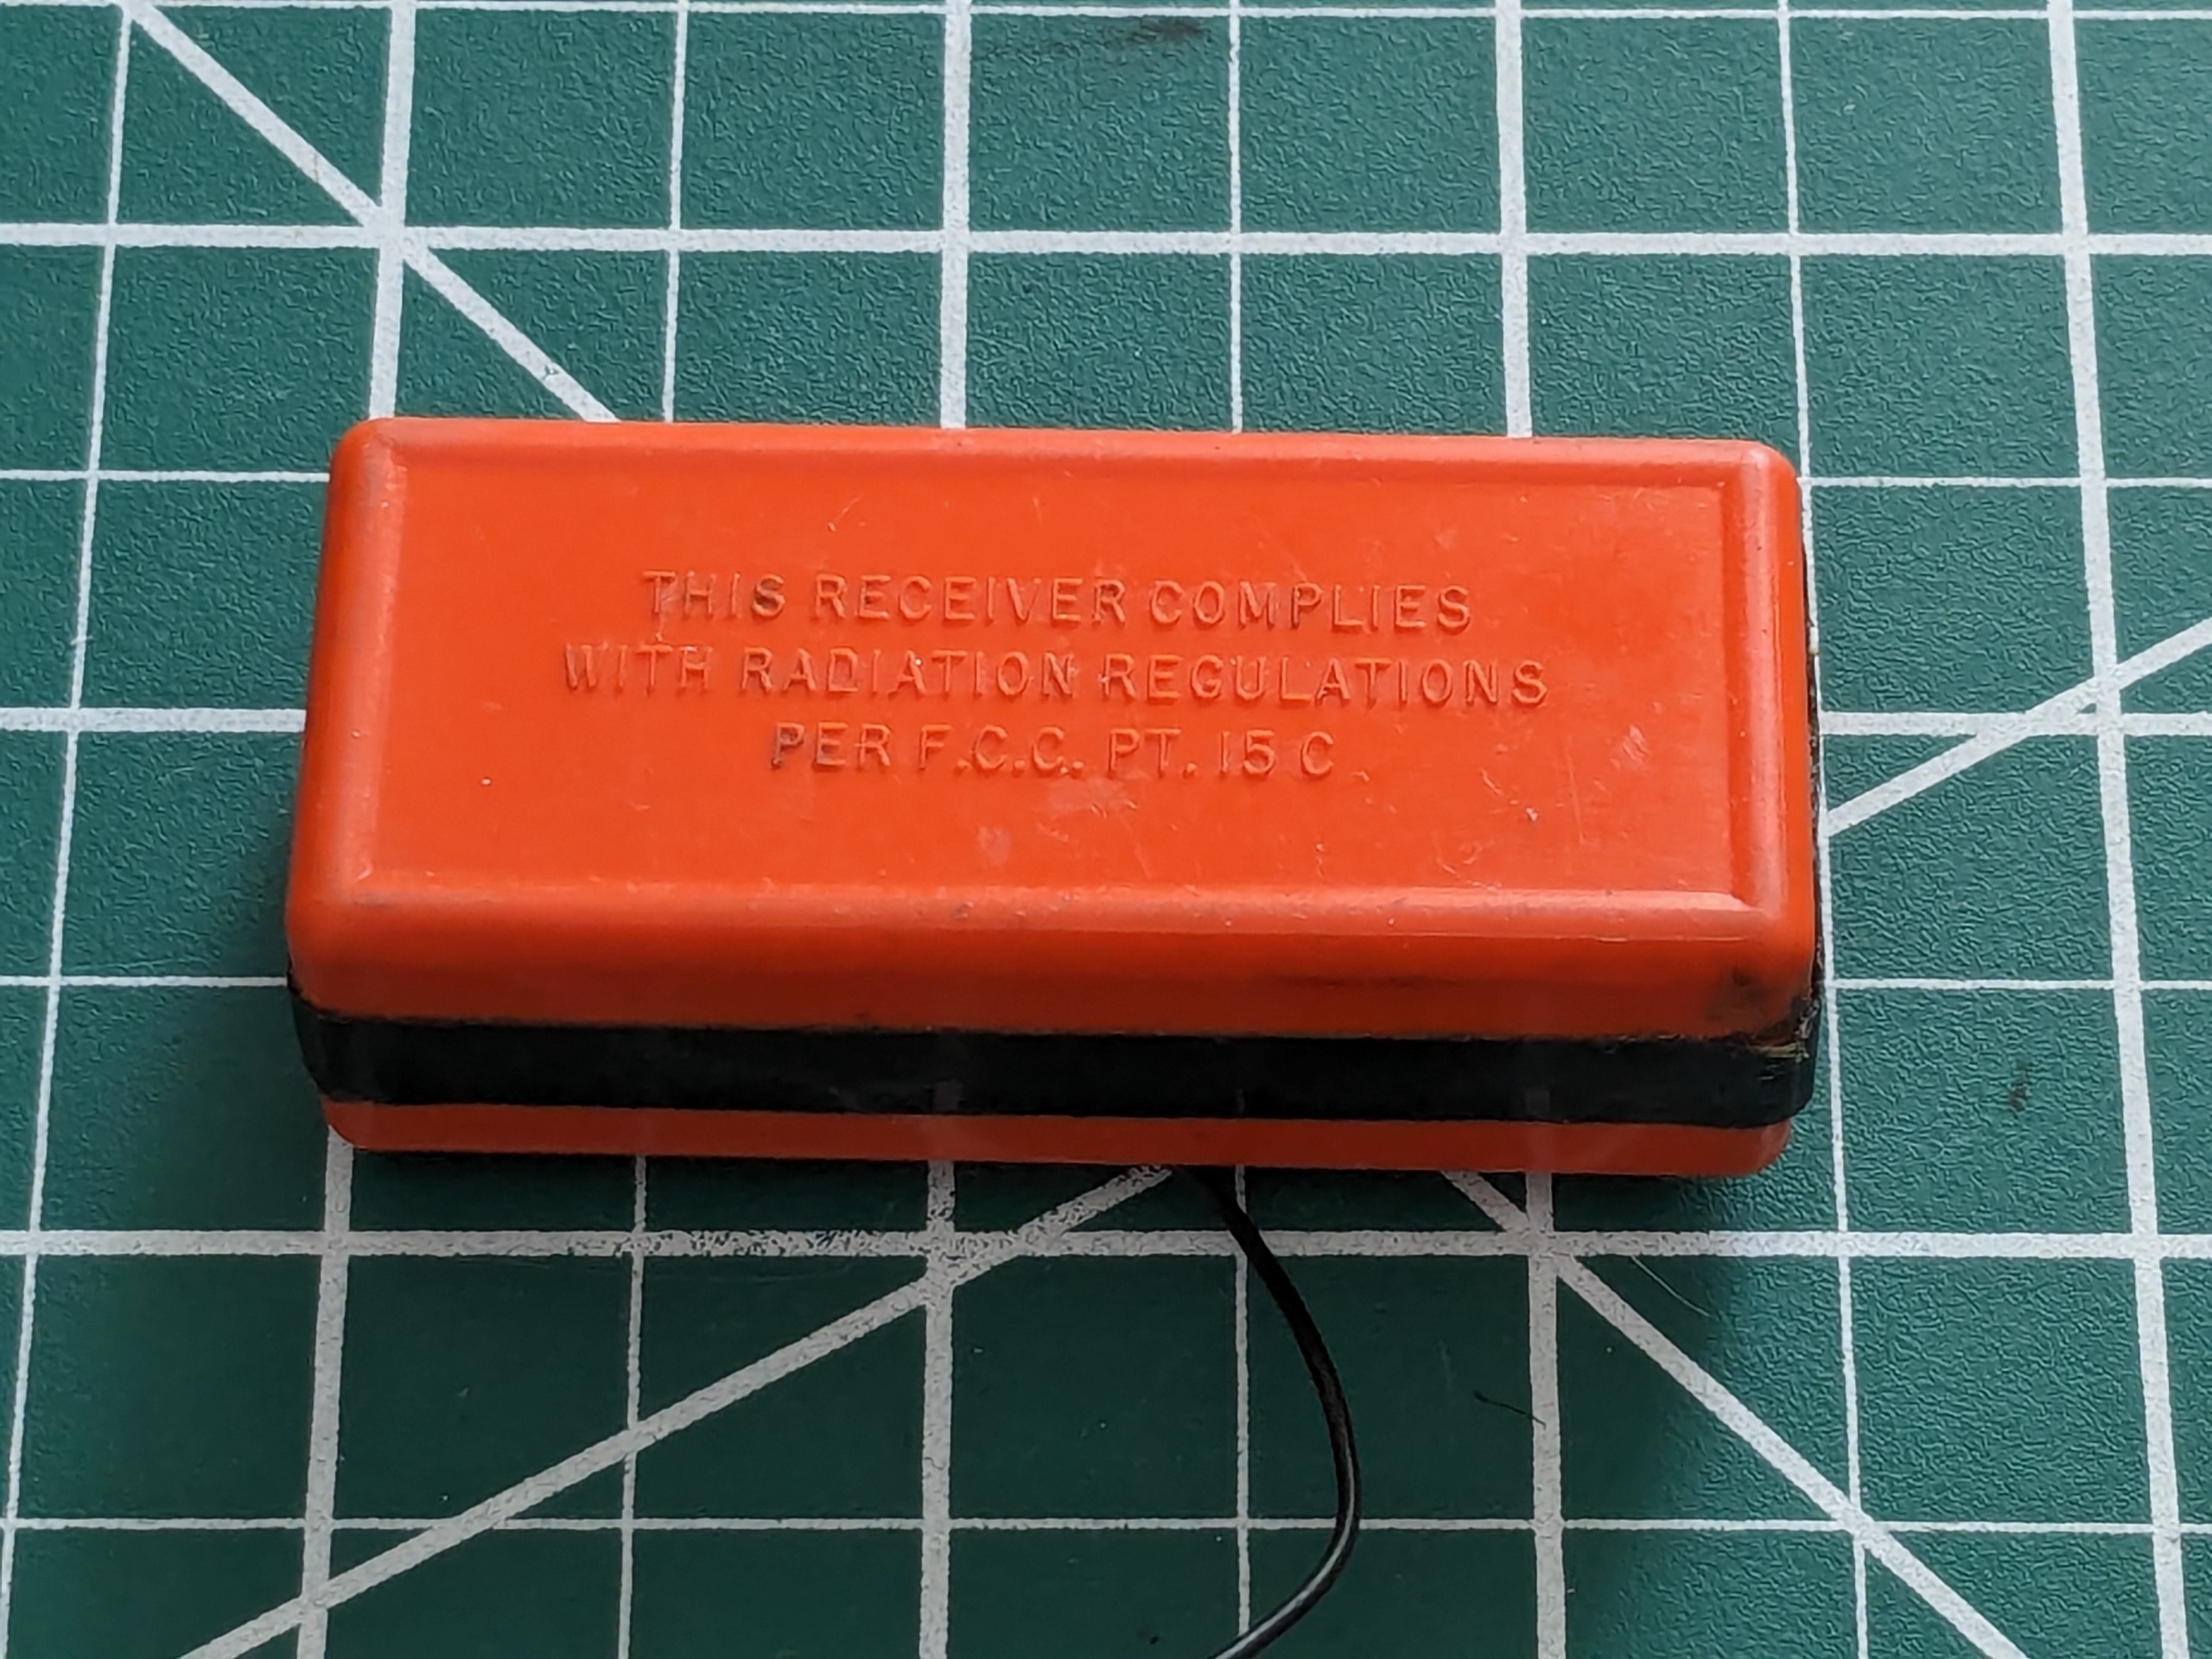 THIS RECEIVER COMPLIES
WITH RADIATION REGULATIONS
PER F.C.C. PT. 15 C